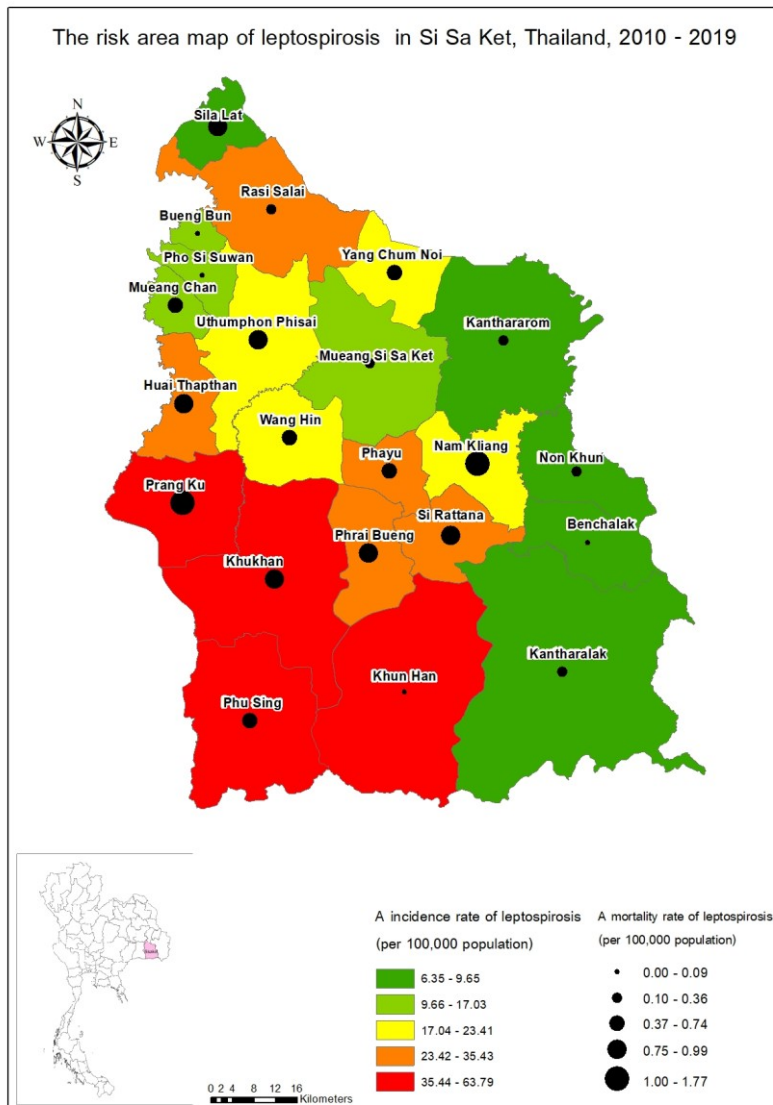 The risk area map of leptospirosis in Si Sa Ket, Thailand, 2010 - 2019
N
W
E
S
Sila Lat
Rasi Salai
Bueng Bun
Yang Chum Noi
Pho Si Suwan
Mueang Chan
Uthumphon Phisai
Kanthararom
Mueang Si Sa Ket
Huai Thapthan
Wang Hin
Phayu
Nam Kliang
Non Khun
Prang Ku
Si Rattana
Benchalak
Phrai Bueng
Khukhan
Kantharalak
Khun Han
Phu Sing
A incidence rate of leptospirosis
(per 100,000 population)
6.35 - 9.65
9.66 - 17.03
17.04 - 23.41
23.42 - 35.43
35.44 - 63.79
A mortality rate of leptospirosis
(per 100,000 population)
0.00 - 0.09
0.10 - 0.36
0.37 - 0.74
0.75 - 0.99
1.00 - 1.77
0 2 4 8 12 16
Kilometers